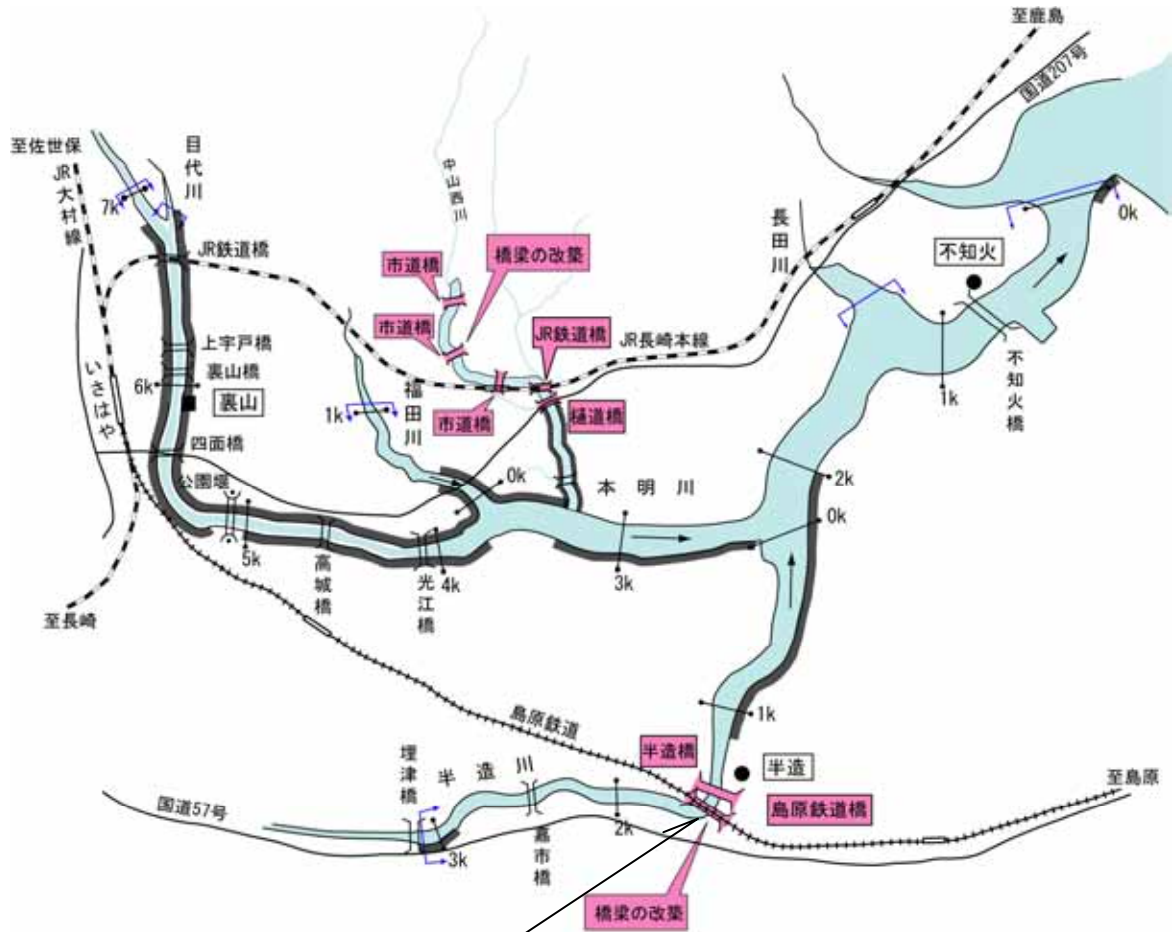 至鹿島
国道207号
至佐世保
JR大村線
目代川
7k
中山西川
0k
長田川
不知火
JR鉄道橋
市道橋
橋梁の改築
市道橋
JR鉄道橋
JR長崎本線
上宇戸橋
裏山橋
6k
裏山
いさはや
1k
福田川
市道橋
樋道橋
1k
不知火橋
四面橋
公園堰
0k
本明川
2k
0k
5k
高城橋
光江橋
4k
3k
至長崎
島原鉄道
1k
半造橋
半造
埋津橋
半造川
至島原
国道57号
島原鉄道橋
2k
嘉市橋
3k
橋梁の改築